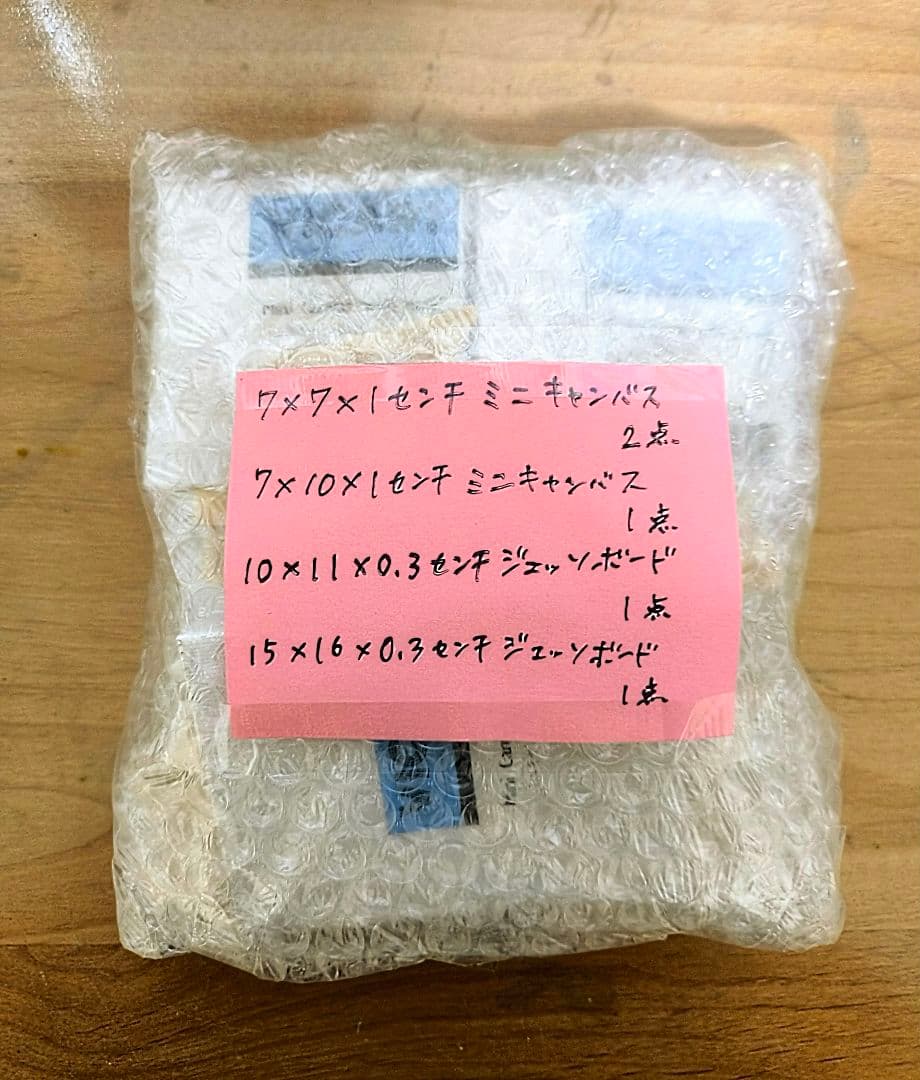 7×7×1センチ ミニキャンバス
2点
7×10×1センチ ミニキャンバス
1点
10×11×0.3センチ ジェッソボード
1点
15×16×0.3センチ ジェッソボード
1点
Mini
Mini Can